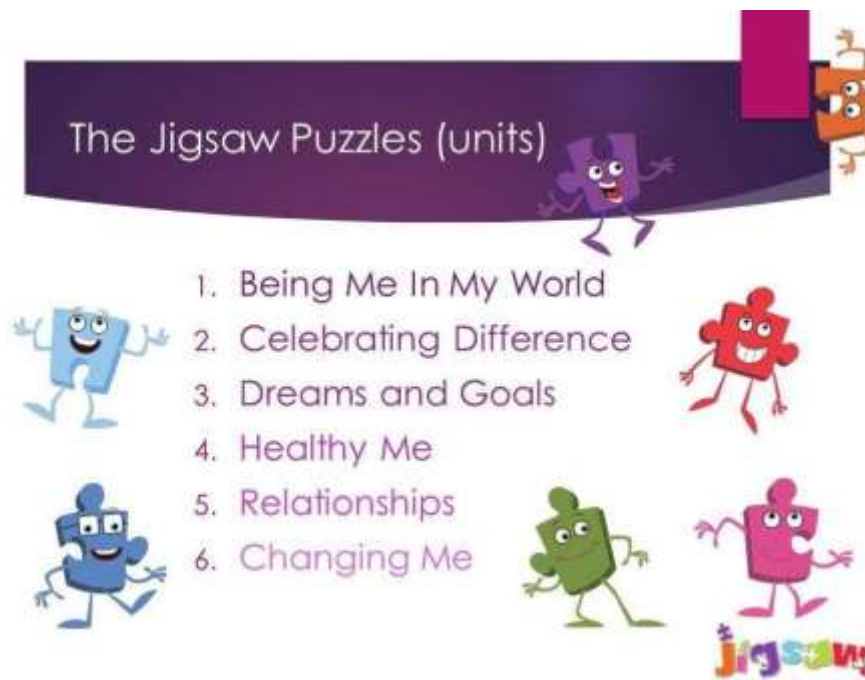 The Jigsaw Puzzles (units)
1. Being Me In My World
2. Celebrating Difference
3. Dreams and Goals
4. Healthy Me
5. Relationships
6. Changing Me
jigsaw